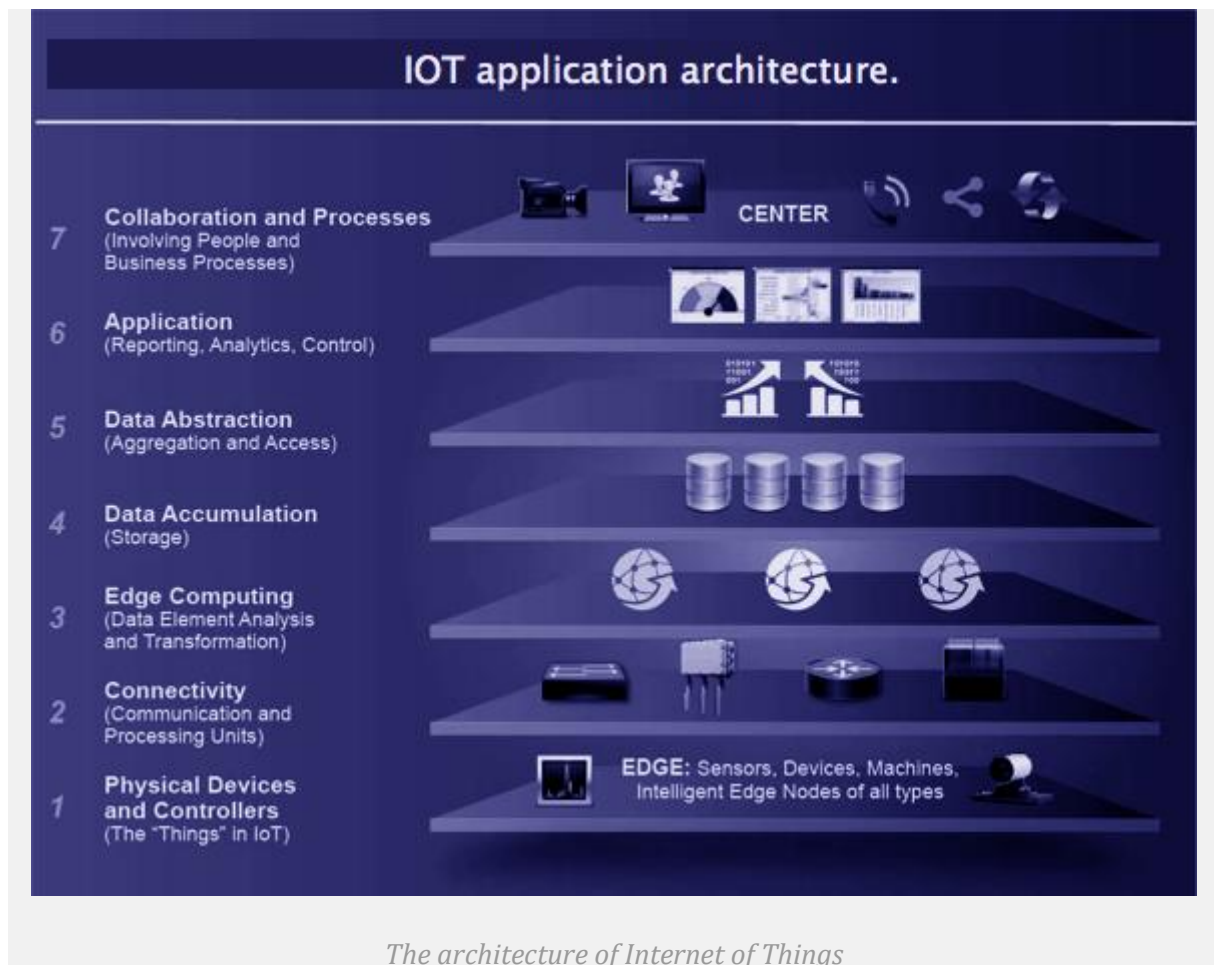 IOT application architecture.
7
Collaboration and Processes
(Involving People and
Business Processes)
CENTER
6
Application
(Reporting, Analytics, Control)
5
Data Abstraction
(Aggregation and Access)
4
Data Accumulation
(Storage)
3
Edge Computing
(Data Element Analysis
and Transformation)
2
Connectivity
(Communication and
Processing Units)
1
Physical Devices
and Controllers
(The "Things" in IoT)
EDGE: Sensors, Devices, Machines,
Intelligent Edge Nodes of all types
The architecture of Internet of Things